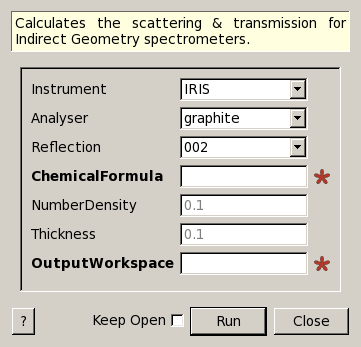 Calculates the scattering & transmission for
Indirect Geometry spectrometers.
Instrument IRIS
Analyser graphite
Reflection 002
ChemicalFormula
NumberDensity 0.1
Thickness 0.1
OutputWorkspace
? Keep Open Run Close